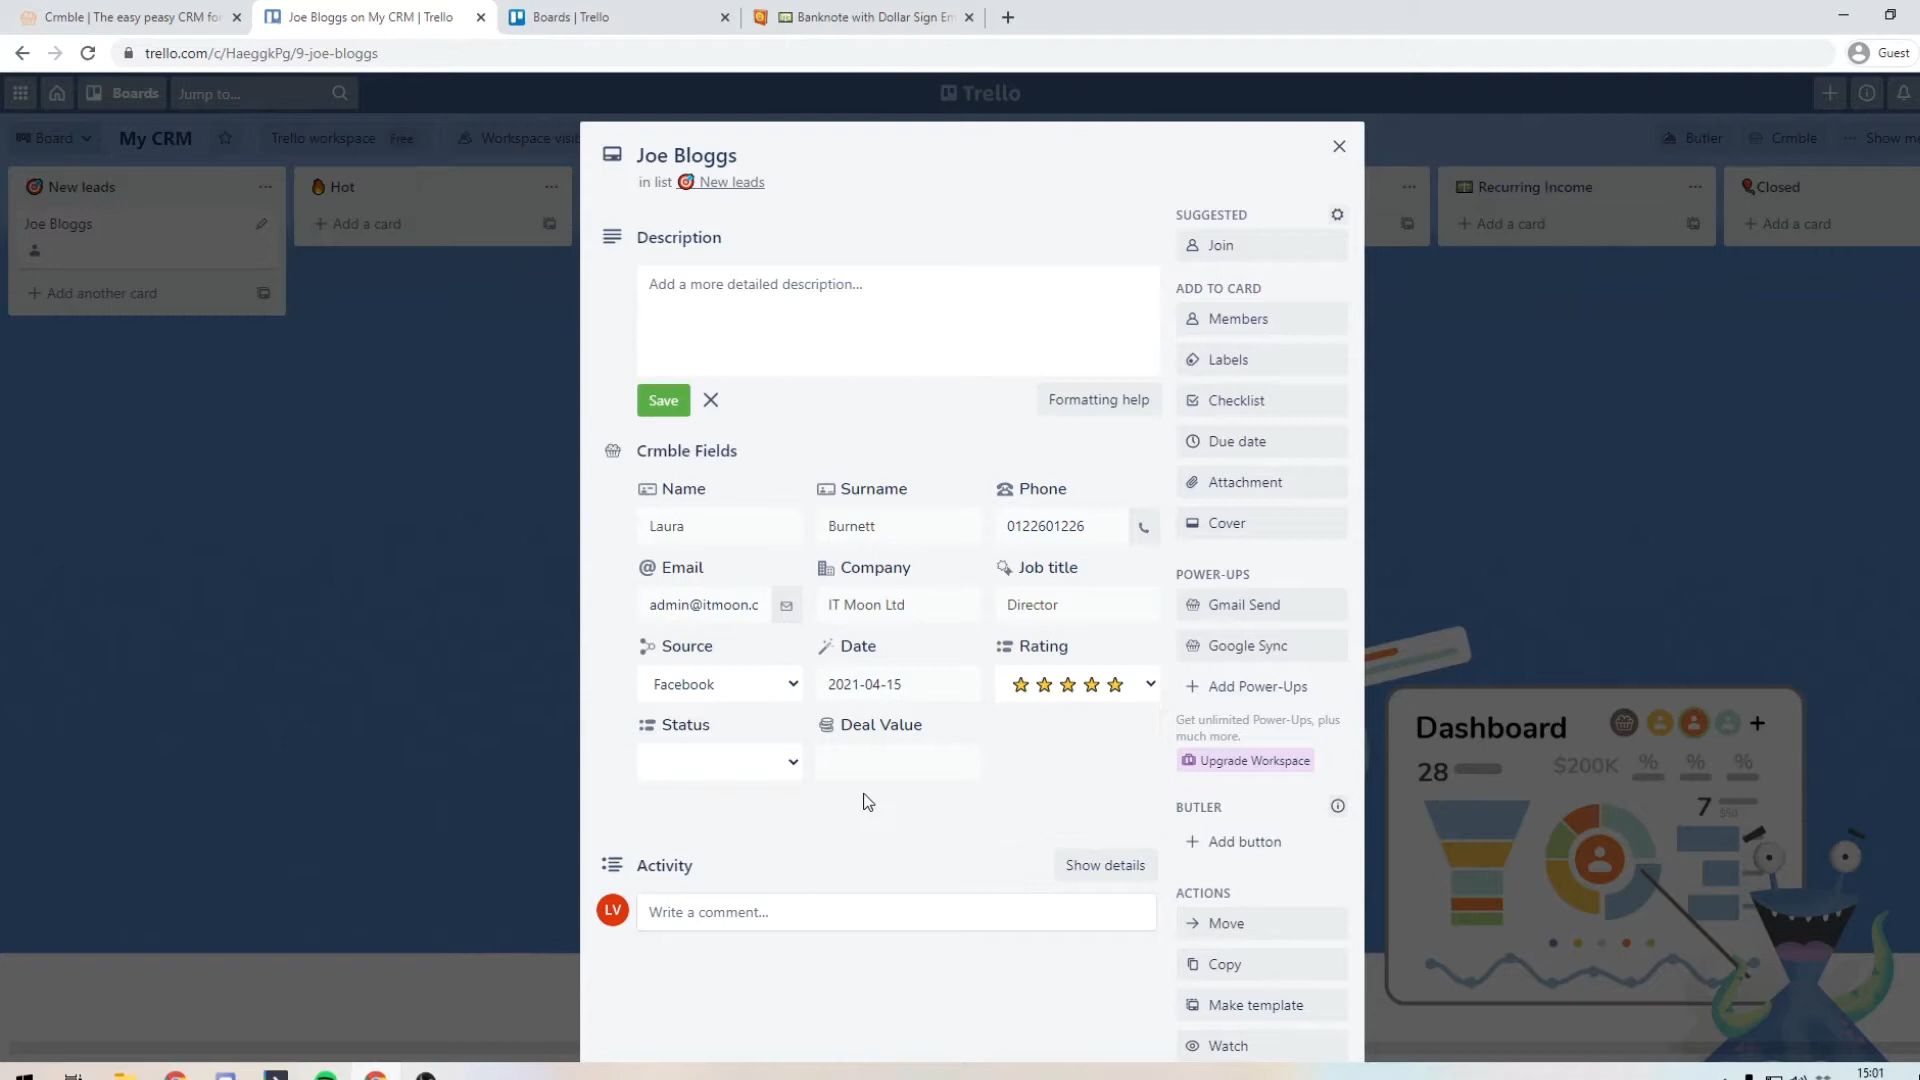 Crmble | The easy peasy CRM for
Joe Bloggs on My CRM | Trello
Boards | Trello
Banknote with Dollar Sign Em
trello.com/c/HaeggkPg/9-joe-bloggs
Guest
Boards
Jump to...
Trello
Board
My CRM
Trello workspace
Free
Workspace visi
Butler
Crmble
Show me
New leads
Joe Bloggs
Add another card
Hot
Add a card
Recurring Income
Add a card
Closed
Add a card
Joe Bloggs
in list New leads
Description
Add a more detailed description...
Save
Formatting help
Crmble Fields
Name
Surname
Phone
Laura
Burnett
0122601226
Email
Company
Job title
admin@itmoon.c
IT Moon Ltd
Director
Source
Date
Rating
Facebook
2021-04-15
Status
Deal Value
Activity
Show details
LV
Write a comment...
SUGGESTED
Join
ADD TO CARD
Members
Labels
Checklist
Due date
Attachment
Cover
POWER-UPS
Gmail Send
Google Sync
Add Power-Ups
Get unlimited Power-Ups, plus
much more.
Upgrade Workspace
BUTLER
Add button
ACTIONS
Move
Copy
Make template
Watch
Dashboard
28
$200K
%
%
%
7
$50
15:01